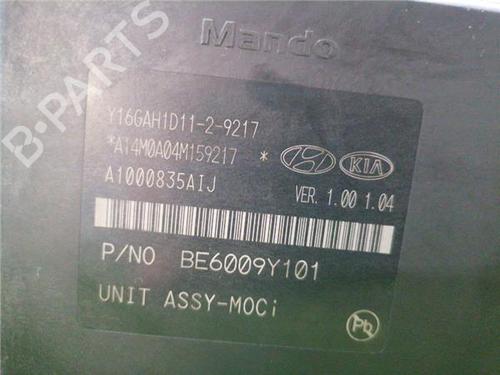 Mando
Y16GAH1D11-2-9217
*A14M0A04M159217 *
KIA
A1000835AIJ
VER. 1.00 1.04
P/NO BE6009Y101
UNIT ASSY-MOCi
Pb
B-PARTS